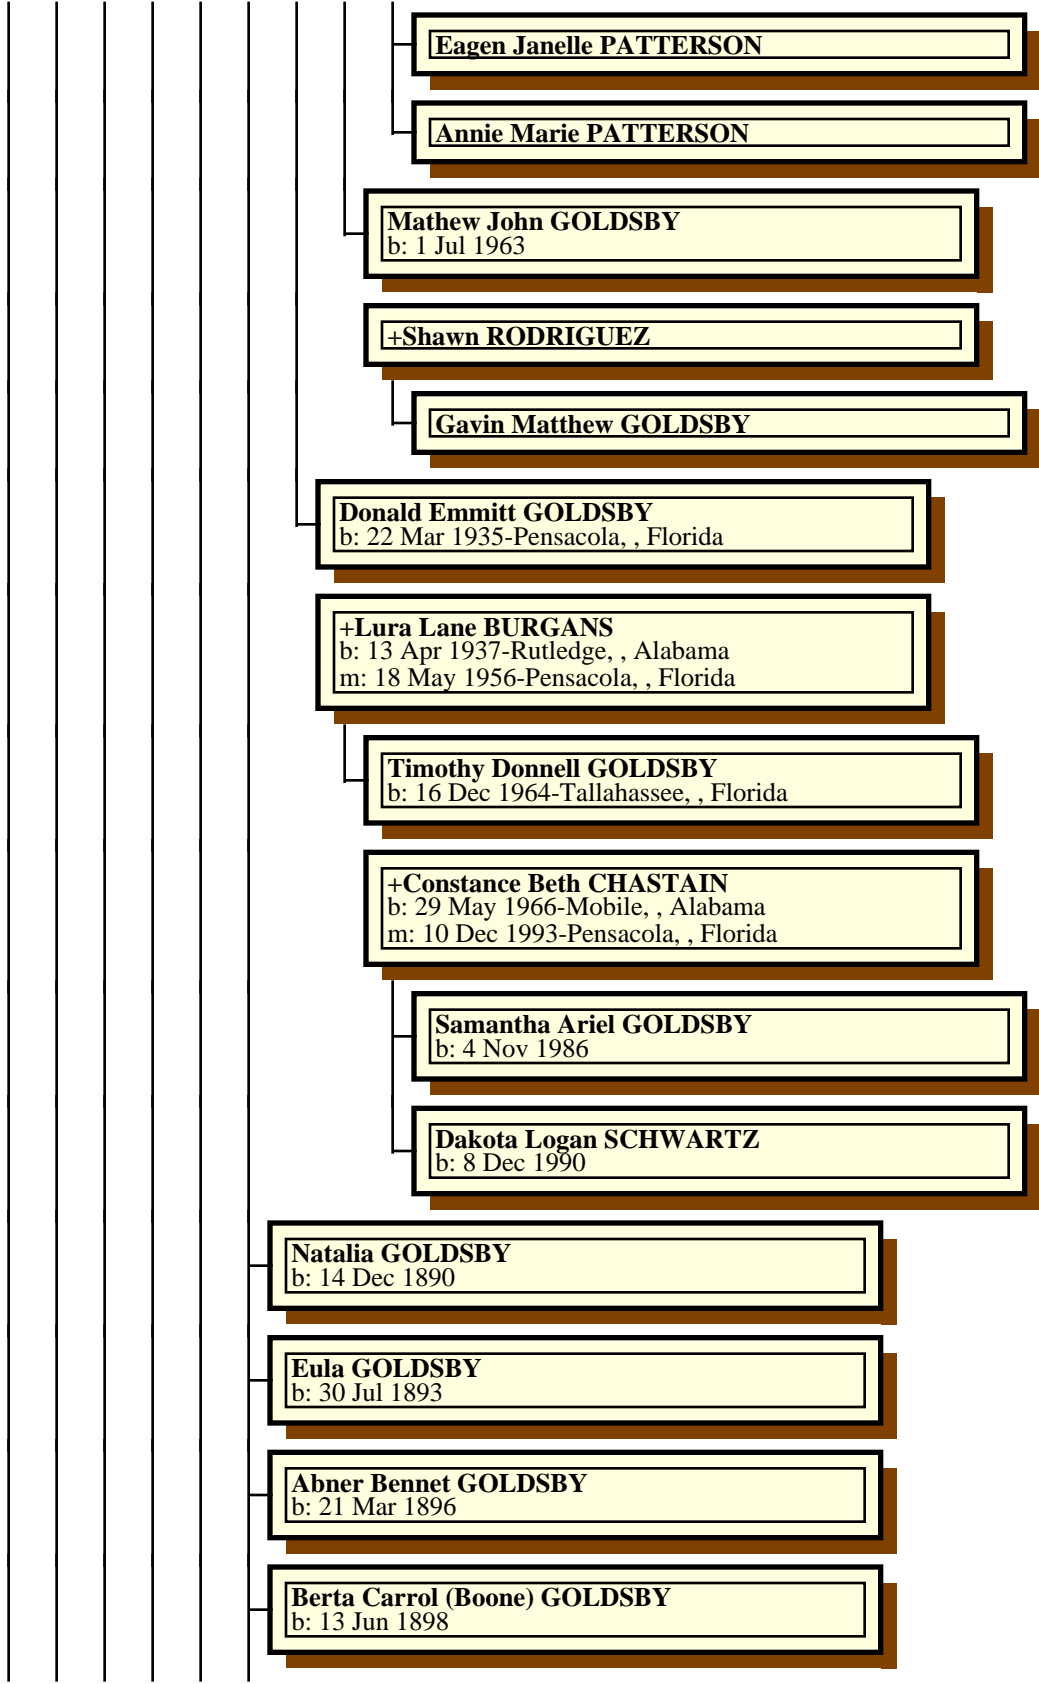 Eagen Janelle PATTERSON
Annie Marie PATTERSON
Mathew John GOLDSBY
b: 1 Jul 1963
+Shawn RODRIGUEZ
Gavin Matthew GOLDSBY
Donald Emmitt GOLDSBY
b: 22 Mar 1935-Pensacola, , Florida
+Lura Lane BURGANS
b: 13 Apr 1937-Rutledge, , Alabama
m: 18 May 1956-Pensacola, , Florida
Timothy Donnell GOLDSBY
b: 16 Dec 1964-Tallahassee, , Florida
+Constance Beth CHASTAIN
b: 29 May 1966-Mobile, , Alabama
m: 10 Dec 1993-Pensacola, , Florida
Samantha Ariel GOLDSBY
b: 4 Nov 1986
Dakota Logan SCHWARTZ
b: 8 Dec 1990
Natalia GOLDSBY
b: 14 Dec 1890
Eula GOLDSBY
b: 30 Jul 1893
Abner Bennet GOLDSBY
b: 21 Mar 1896
Berta Carrol (Boone) GOLDSBY
b: 13 Jun 1898